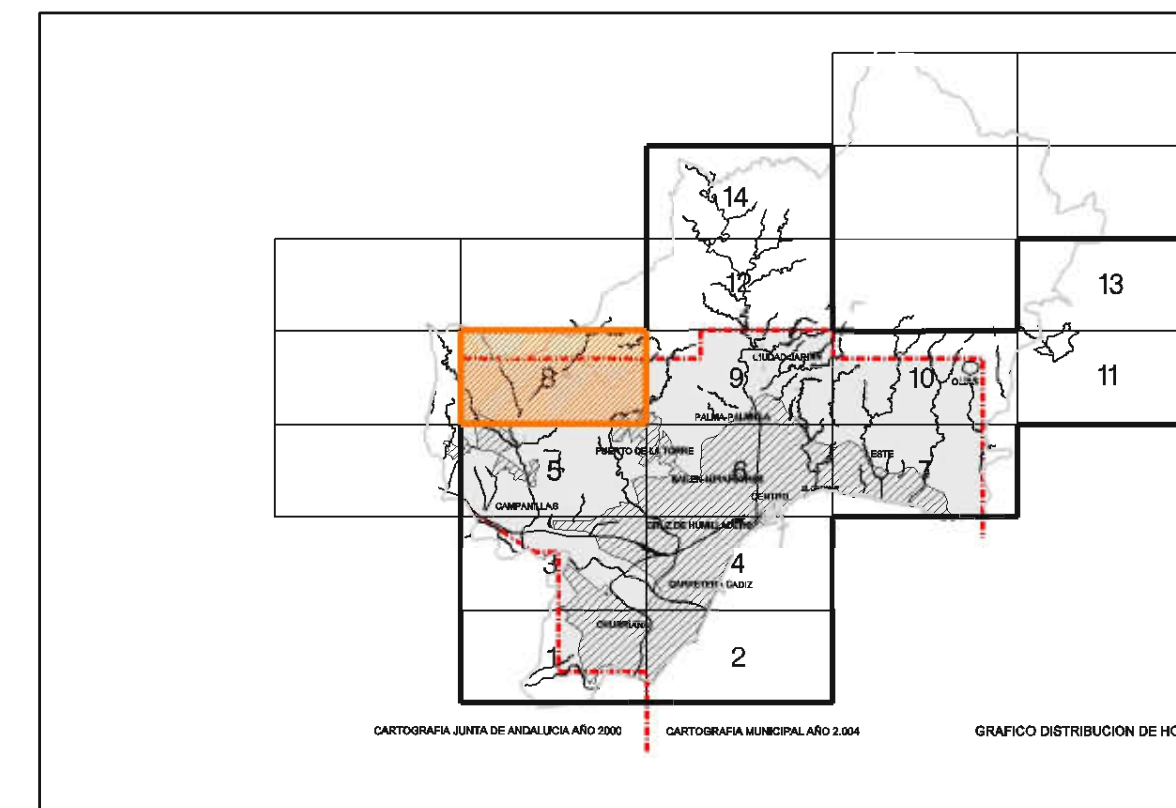 14
12
13
8
9
CIUDAD JARDIN
10
OLIAS
11
PALMA-PALMILLA
5
PUERTO DE LA TORRE
6
ESTE
7
CENTRO
CAMPANILLAS
CRUZ DE HUMILLADERO
3
4
CARRETERA CADIZ
CHURRIANA
1
2
CARTOGRAFIA JUNTA DE ANDALUCIA AÑO 2000
CARTOGRAFIA MUNICIPAL AÑO 2.004
GRAFICO DISTRIBUCION DE HO